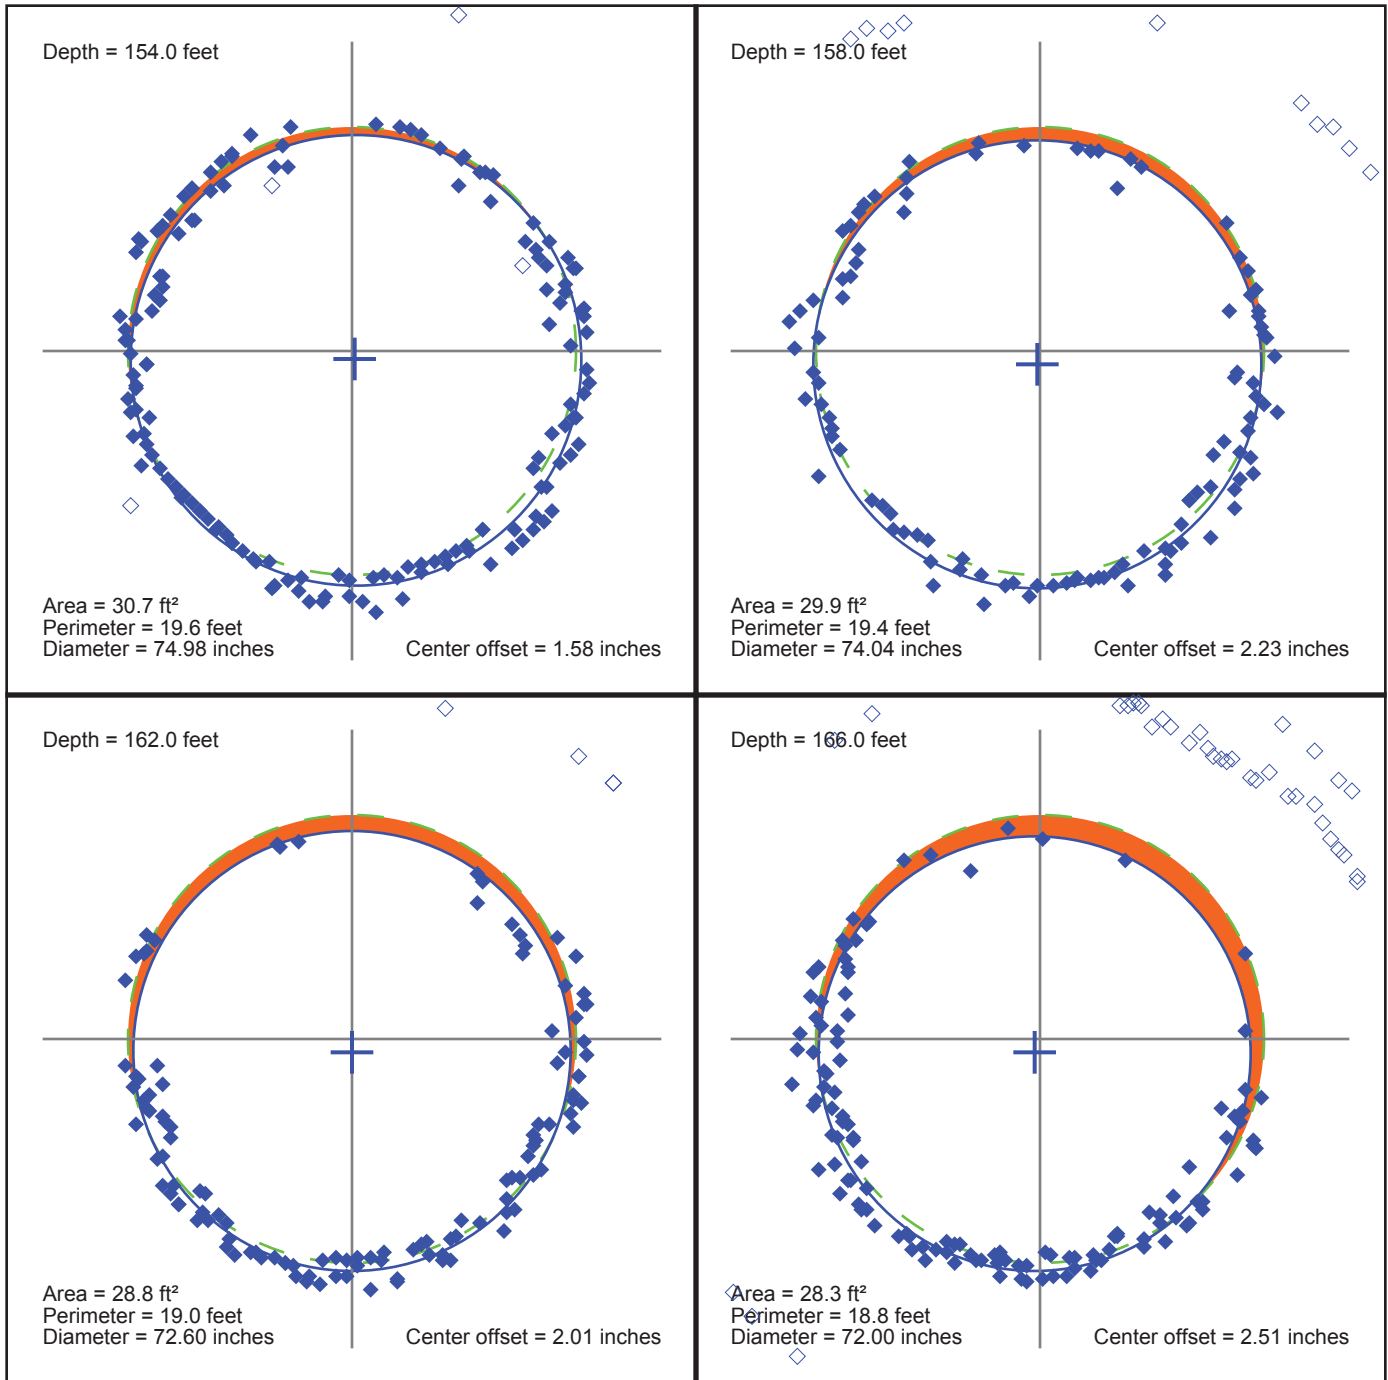 Depth = 154.0 feet
Area = 30.7 ft²
Perimeter = 19.6 feet
Diameter = 74.98 inches
Center offset = 1.58 inches
Depth = 158.0 feet
Area = 29.9 ft²
Perimeter = 19.4 feet
Diameter = 74.04 inches
Center offset = 2.23 inches
Depth = 162.0 feet
Area = 28.8 ft²
Perimeter = 19.0 feet
Diameter = 72.60 inches
Center offset = 2.01 inches
Depth = 166.0 feet
Area = 28.3 ft²
Perimeter = 18.8 feet
Diameter = 72.00 inches
Center offset = 2.51 inches